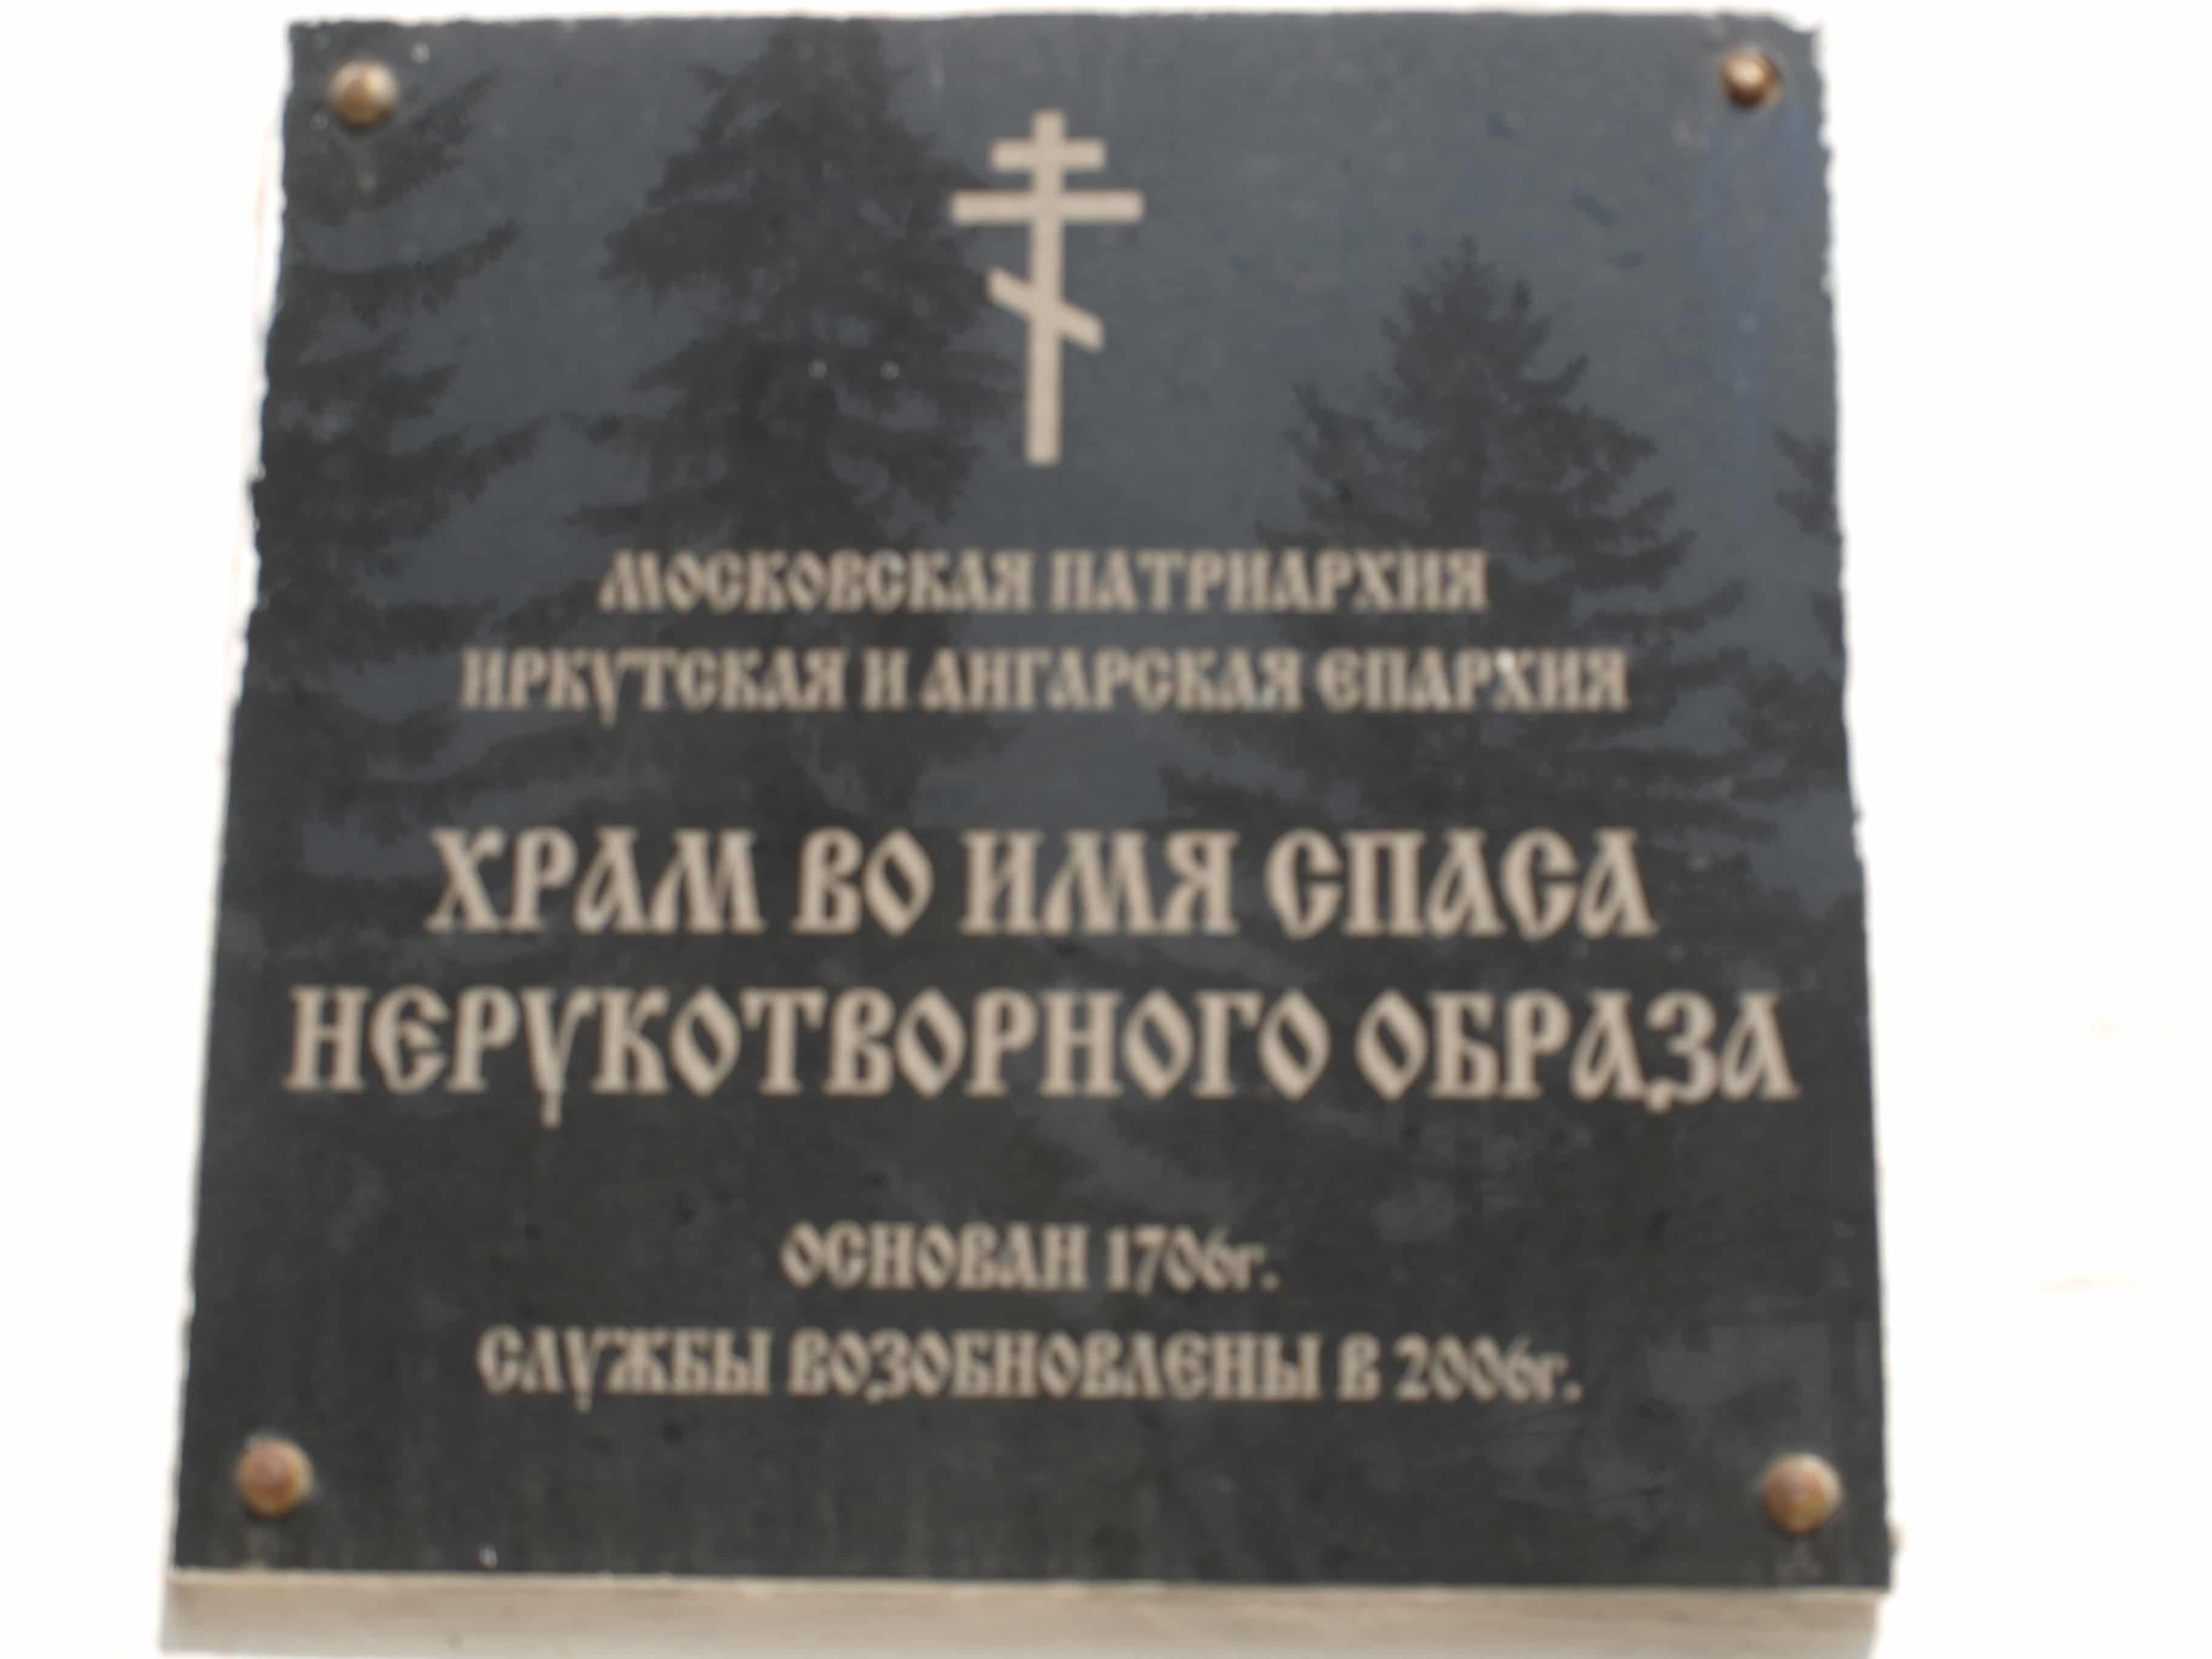 МОСКОВСКАЯ ПАТРИАРХИЯ
ИРКУТСКАЯ И АНГАРСКАЯ ЕПАРХИЯ
ХРАМ ВО ИМЯ СПАСА
НЕРУКОТВОРНОГО ОБРАЗА
ОСНОВАН 1706г.
СЛУЖБЫ ВОЗОБНОВЛЕНЫ В 2006г.